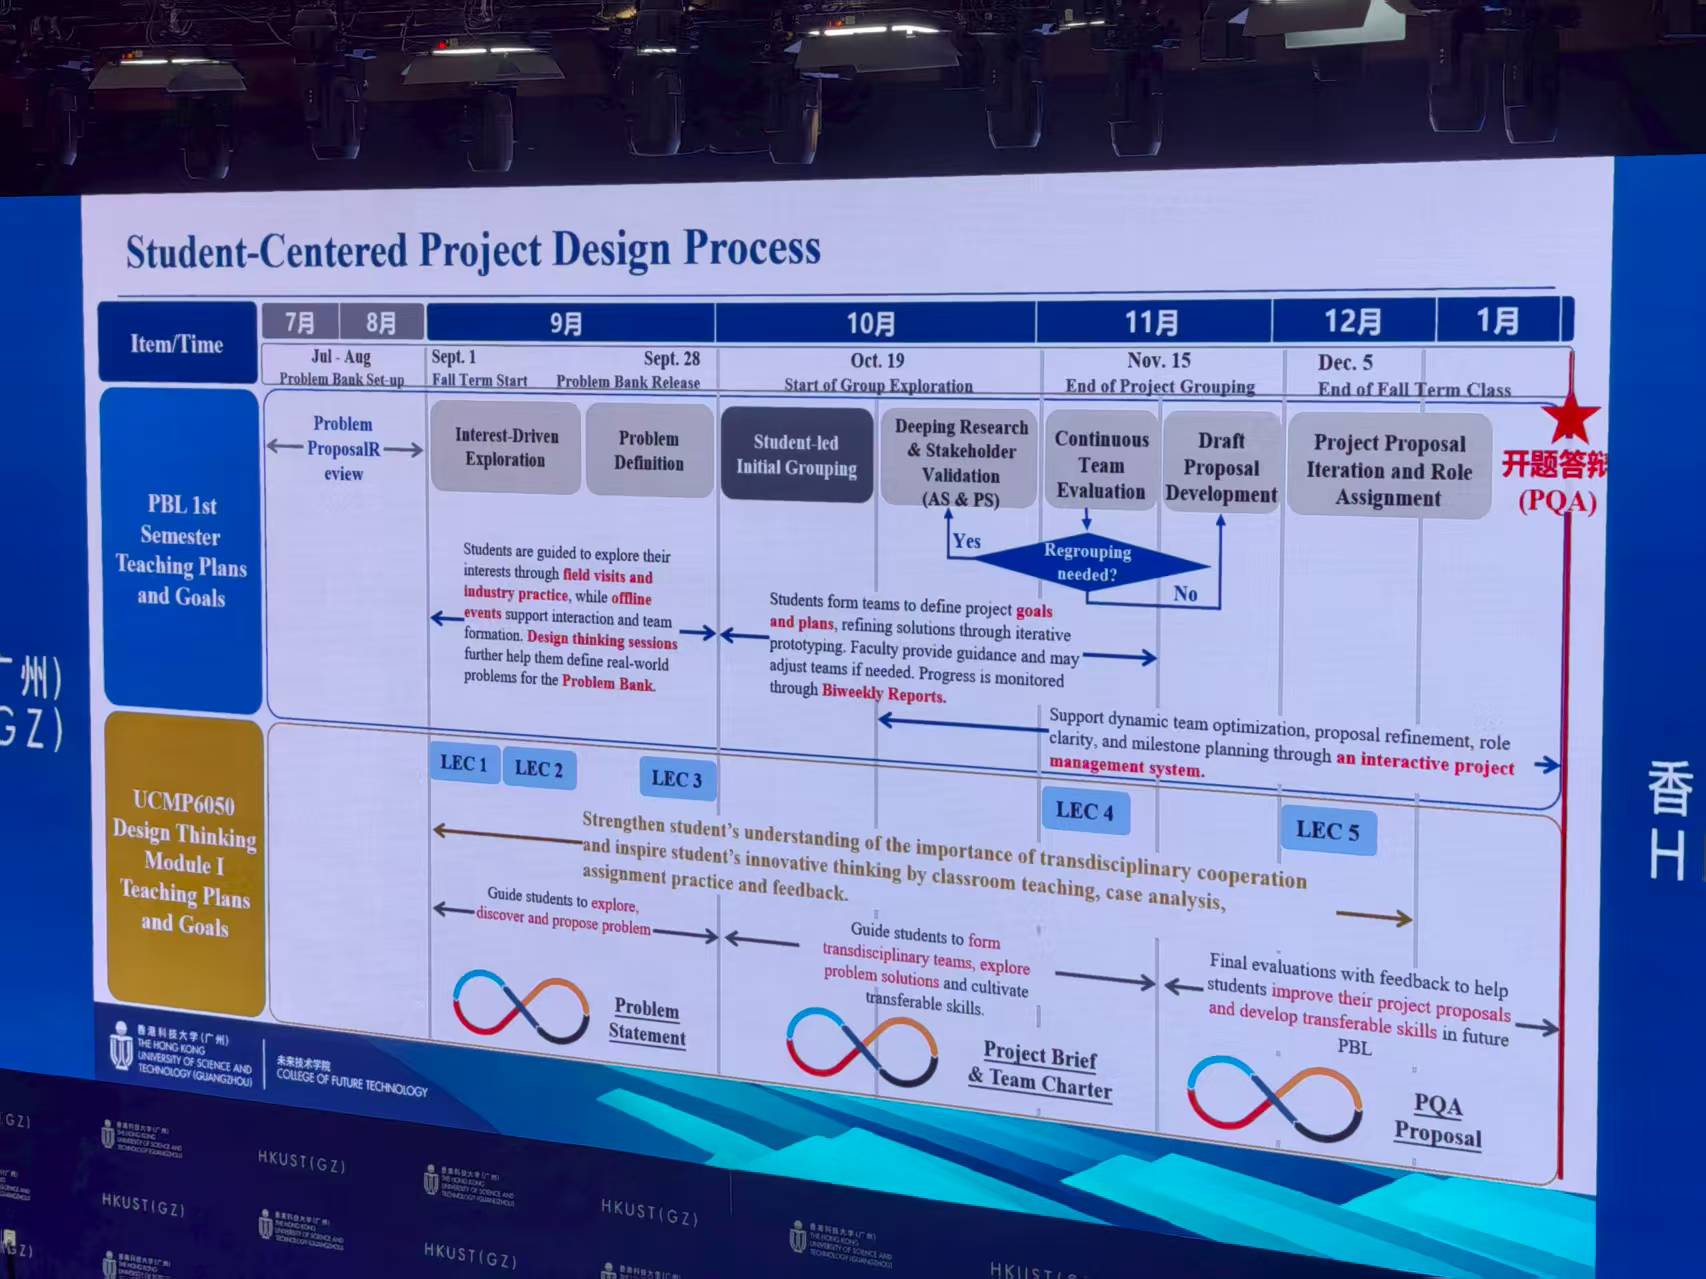 Student-Centered Project Design Process
Item/Time
7月
8月
9月
10月
11月
12月
1月
Jul - Aug
Problem Bank Set-up
Sept. 1
Fall Term Start
Sept. 28
Problem Bank Release
Oct. 19
Start of Group Exploration
Nov. 15
End of Project Grouping
Dec. 5
End of Fall Term Class
PBL 1st
Semester
Teaching Plans
and Goals
Problem
ProposalR
eview
Interest-Driven
Exploration
Problem
Definition
Student-led
Initial Grouping
Deeping Research
& Stakeholder
Validation
(AS & PS)
Continuous
Team
Evaluation
Draft
Proposal
Development
Project Proposal
Iteration and Role
Assignment
开题答辩
(PQA)
Yes
Regrouping
needed?
No
Students are guided to explore their
interests through field visits and
industry practice, while offline
events support interaction and team
formation. Design thinking sessions
further help them define real-world
problems for the Problem Bank.
Students form teams to define project goals
and plans, refining solutions through iterative
prototyping. Faculty provide guidance and may
adjust teams if needed. Progress is monitored
through Biweekly Reports.
Support dynamic team optimization, proposal refinement, role
clarity, and milestone planning through an interactive project
management system.
UCMP6050
Design Thinking
Module I
Teaching Plans
and Goals
LEC 1
LEC 2
LEC 3
LEC 4
LEC 5
Strengthen student's understanding of the importance of transdisciplinary cooperation
and inspire student's innovative thinking by classroom teaching, case analysis,
assignment practice and feedback.
Guide students to explore,
discover and propose problem
Guide students to form
transdisciplinary teams, explore
problem solutions and cultivate
transferable skills.
Final evaluations with feedback to help
students improve their project proposals
and develop transferable skills in future
PBL
Problem
Statement
Project Brief
& Team Charter
PQA
Proposal
香港科技大学(广州)
THE HONG KONG
UNIVERSITY OF SCIENCE AND
TECHNOLOGY (GUANGZHOU)
未来技术学院
COLLEGE OF FUTURE TECHNOLOGY
州)
GZ)
香
H
GZ)
HKUST(GZ)
HKUST(GZ)
HKUST(GZ)
HKUST(GZ)
HKUST(GZ)